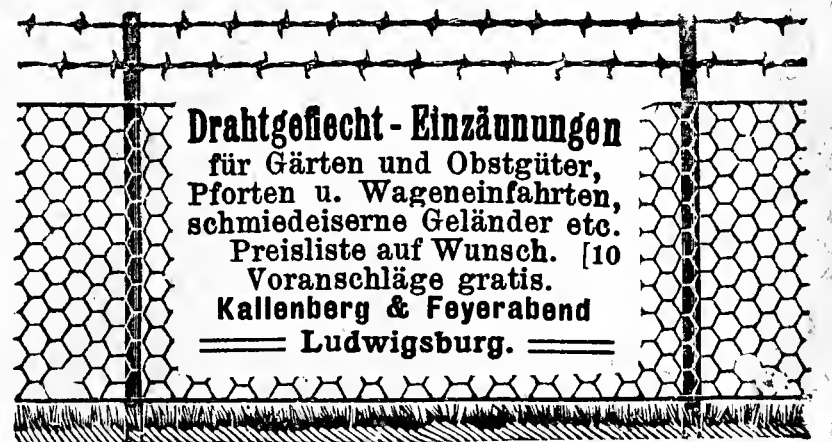 Drahtgeflecht - Einzäunungen
für Gärten und Obstgüter,
Pforten u. Wageneinfahrten,
schmiedeiserne Geländer etc.
Preisliste auf Wunsch. [10
Voranschläge gratis.
Kallenberg & Feyerabend
Ludwigsburg.